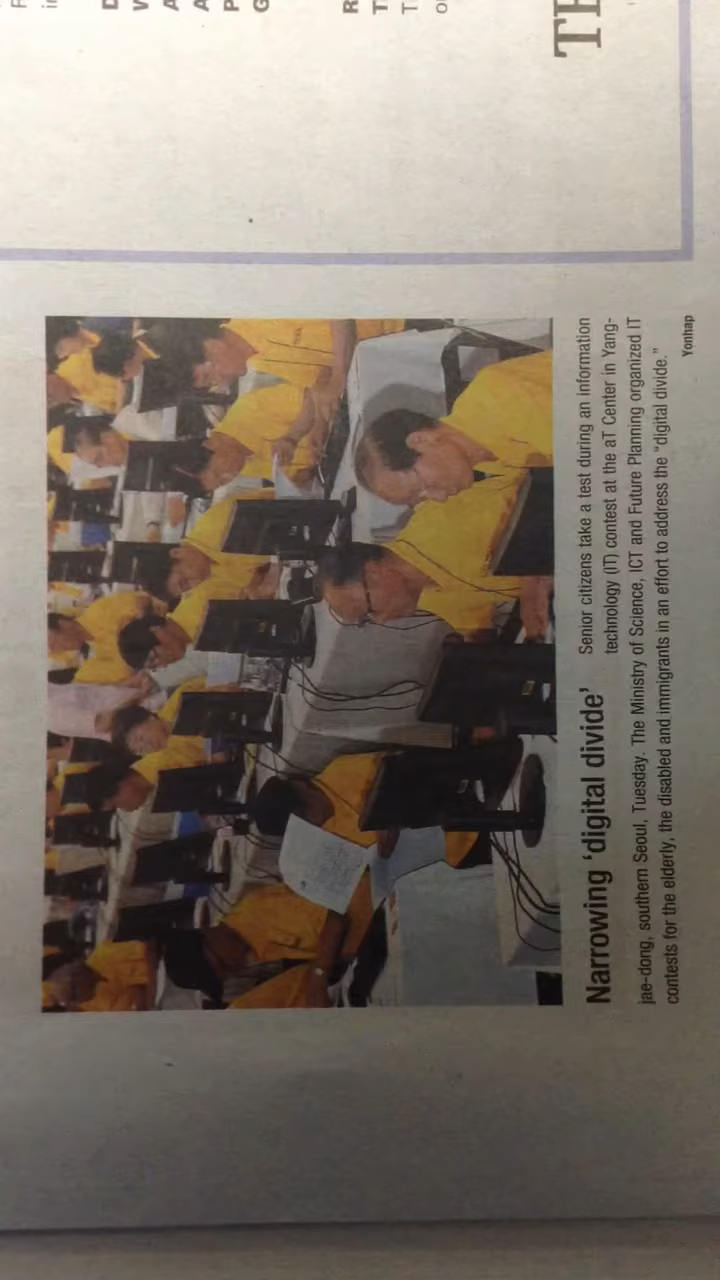 Narrowing ‘digital divide’
Senior citizens take a test during an information
technology (IT) contest at the aT Center in Yang-
jae-dong, southern Seoul, Tuesday. The Ministry of Science, ICT and Future Planning organized IT
contests for the elderly, the disabled and immigrants in an effort to address the “digital divide.”
Yonhap